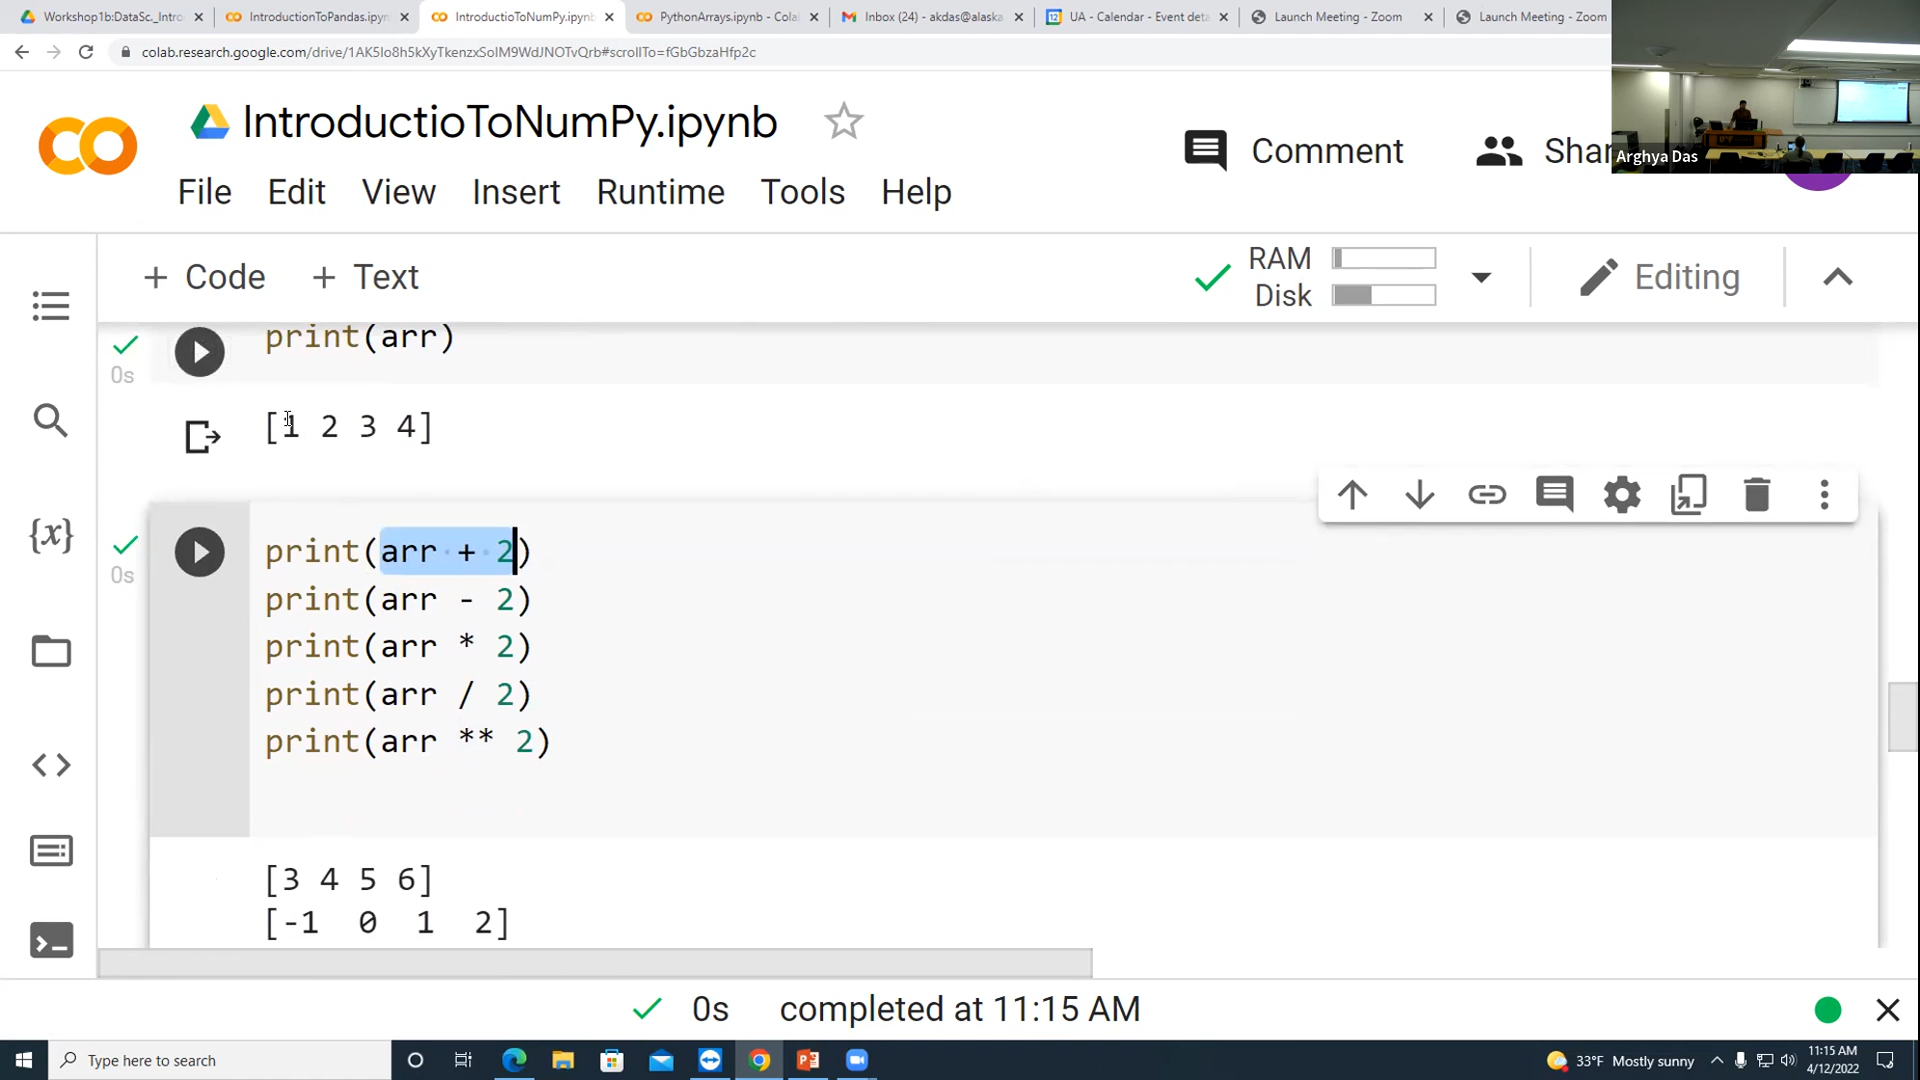 Workshop1b:DataSc._Intro
IntroductionToPandas.ipyn
IntroductioToNumPy.ipynb
PythonArrays.ipynb - Cola
Inbox (24) - akdas@alaska
UA - Calendar - Event deta
Launch Meeting - Zoom
Launch Meeting - Zoom
colab.research.google.com/drive/1AK5Io8h5kXyTkenzxSoIM9WdJNOTvQrb#scrollTo=fGbGbzaHfp2c
IntroductioToNumPy.ipynb
Comment
Shar
Arghya Das
File Edit View Insert Runtime Tools Help
+ Code + Text
RAM
Disk
Editing
print(arr)
0s
[1 2 3 4]
print(arr + 2)
0s
print(arr - 2)
print(arr * 2)
print(arr / 2)
print(arr ** 2)
[3 4 5 6]
[-1 0 1 2]
0s completed at 11:15 AM
Type here to search
33°F Mostly sunny
11:15 AM
4/12/2022